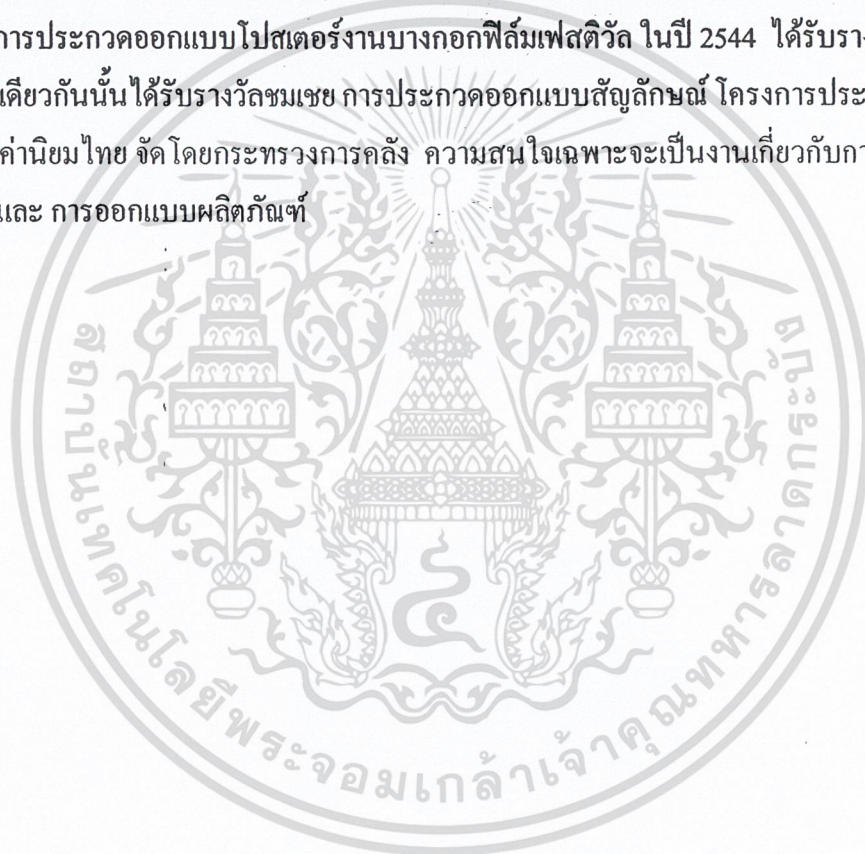 การประกวดออกแบบโปสเตอร์งานบางกอกฟิล์มเฟสติวัล ในปี 2544 ได้รับราง
เดียวกันนั้นได้รับรางวัลชมเชย การประกวดออกแบบสัญลักษณ์ โครงการประ
ค่านิยมไทย จัดโดยกระทรวงการคลัง ความสนใจเฉพาะจะเป็นงานเกี่ยวกับกา
และ การออกแบบผลิตภัณฑ์
๔
สถาบันเทคโนโลยีพระจอมเกล้าเจ้าคุณทหารลาดกระบัง